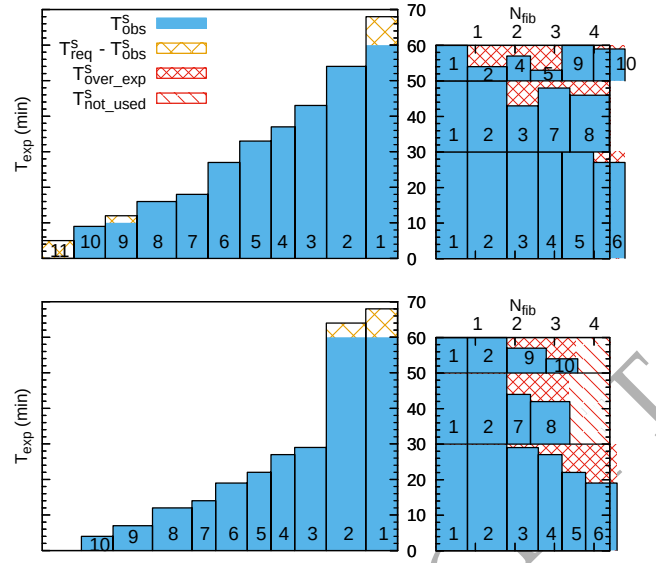 T^s_obs
T^s_req - T^s_obs
T^s_over_exp
T^s_not_used
T_exp (min)
11 10 9 8 7 6 5 4 3 2 1
N_fib
1 2 3 4
70
60
50
40
30
20
10
0
1 2 4 5 9 10
1 2 3 7 8
1 2 3 4 5 6
T_exp (min)
10 9 8 7 6 5 4 3 2 1
N_fib
1 2 3 4
70
60
50
40
30
20
10
0
1 2 9 10
1 2 7 8
1 2 3 4 5 6